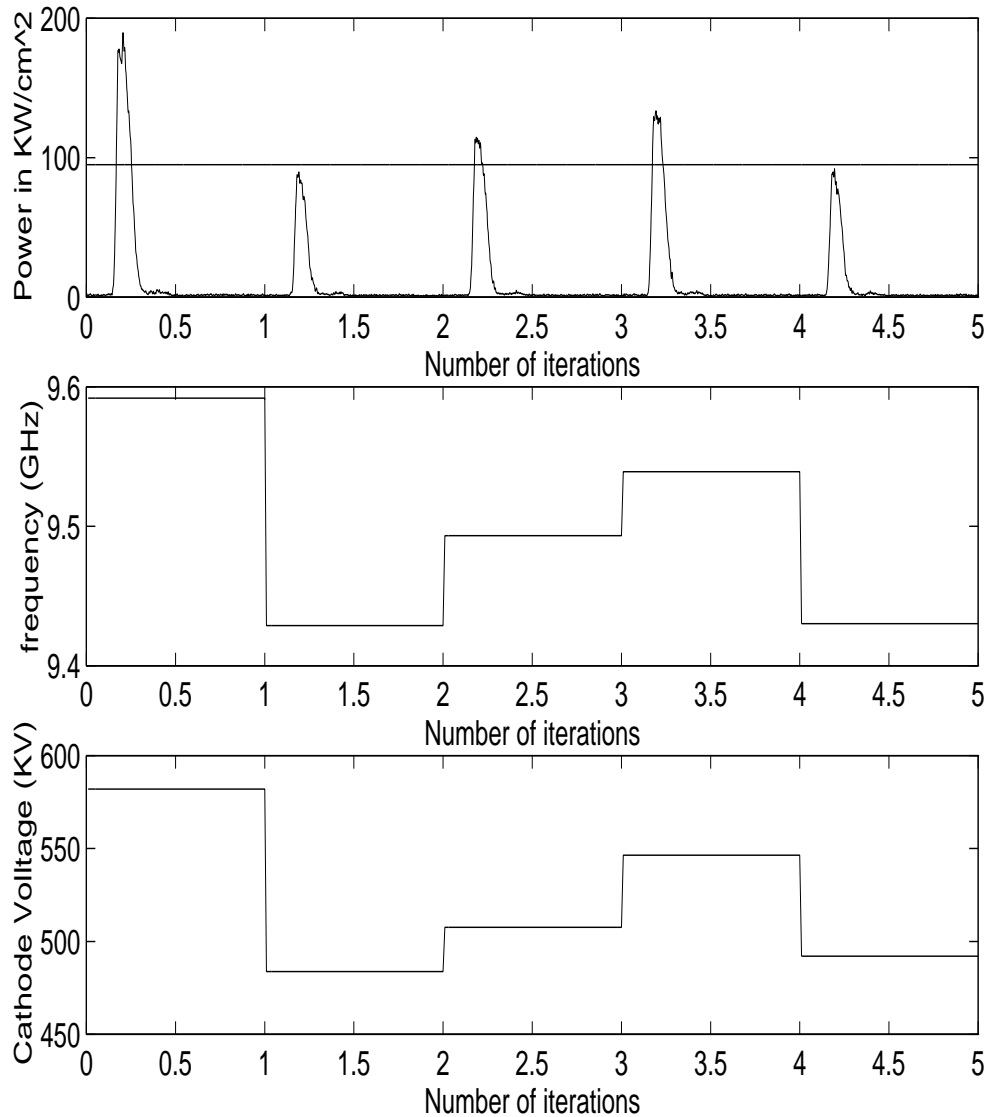 Power in KW/cm^2
200
100
0
0 0.5 1 1.5 2 2.5 3 3.5 4 4.5 5
Number of iterations
frequency (GHz)
9.6
9.5
9.4
0 0.5 1 1.5 2 2.5 3 3.5 4 4.5 5
Number of iterations
Cathode Volltage (KV)
600
550
500
450
0 0.5 1 1.5 2 2.5 3 3.5 4 4.5 5
Number of iterations